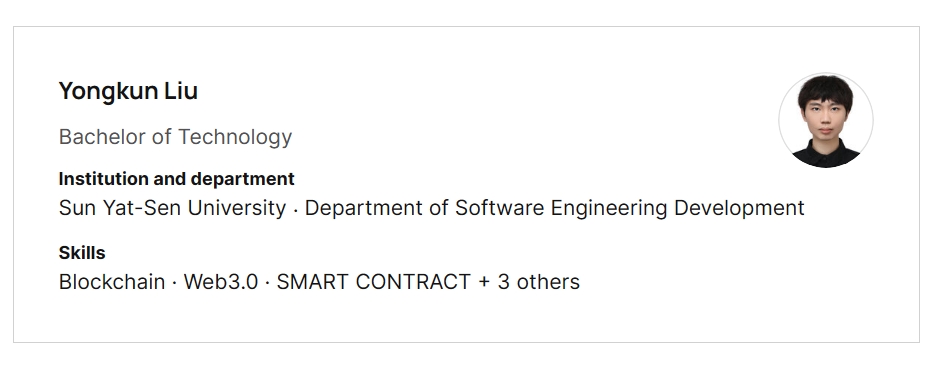 Yongkun Liu
Bachelor of Technology
Institution and department
Sun Yat-Sen University · Department of Software Engineering Development
Skills
Blockchain · Web3.0 · SMART CONTRACT + 3 others